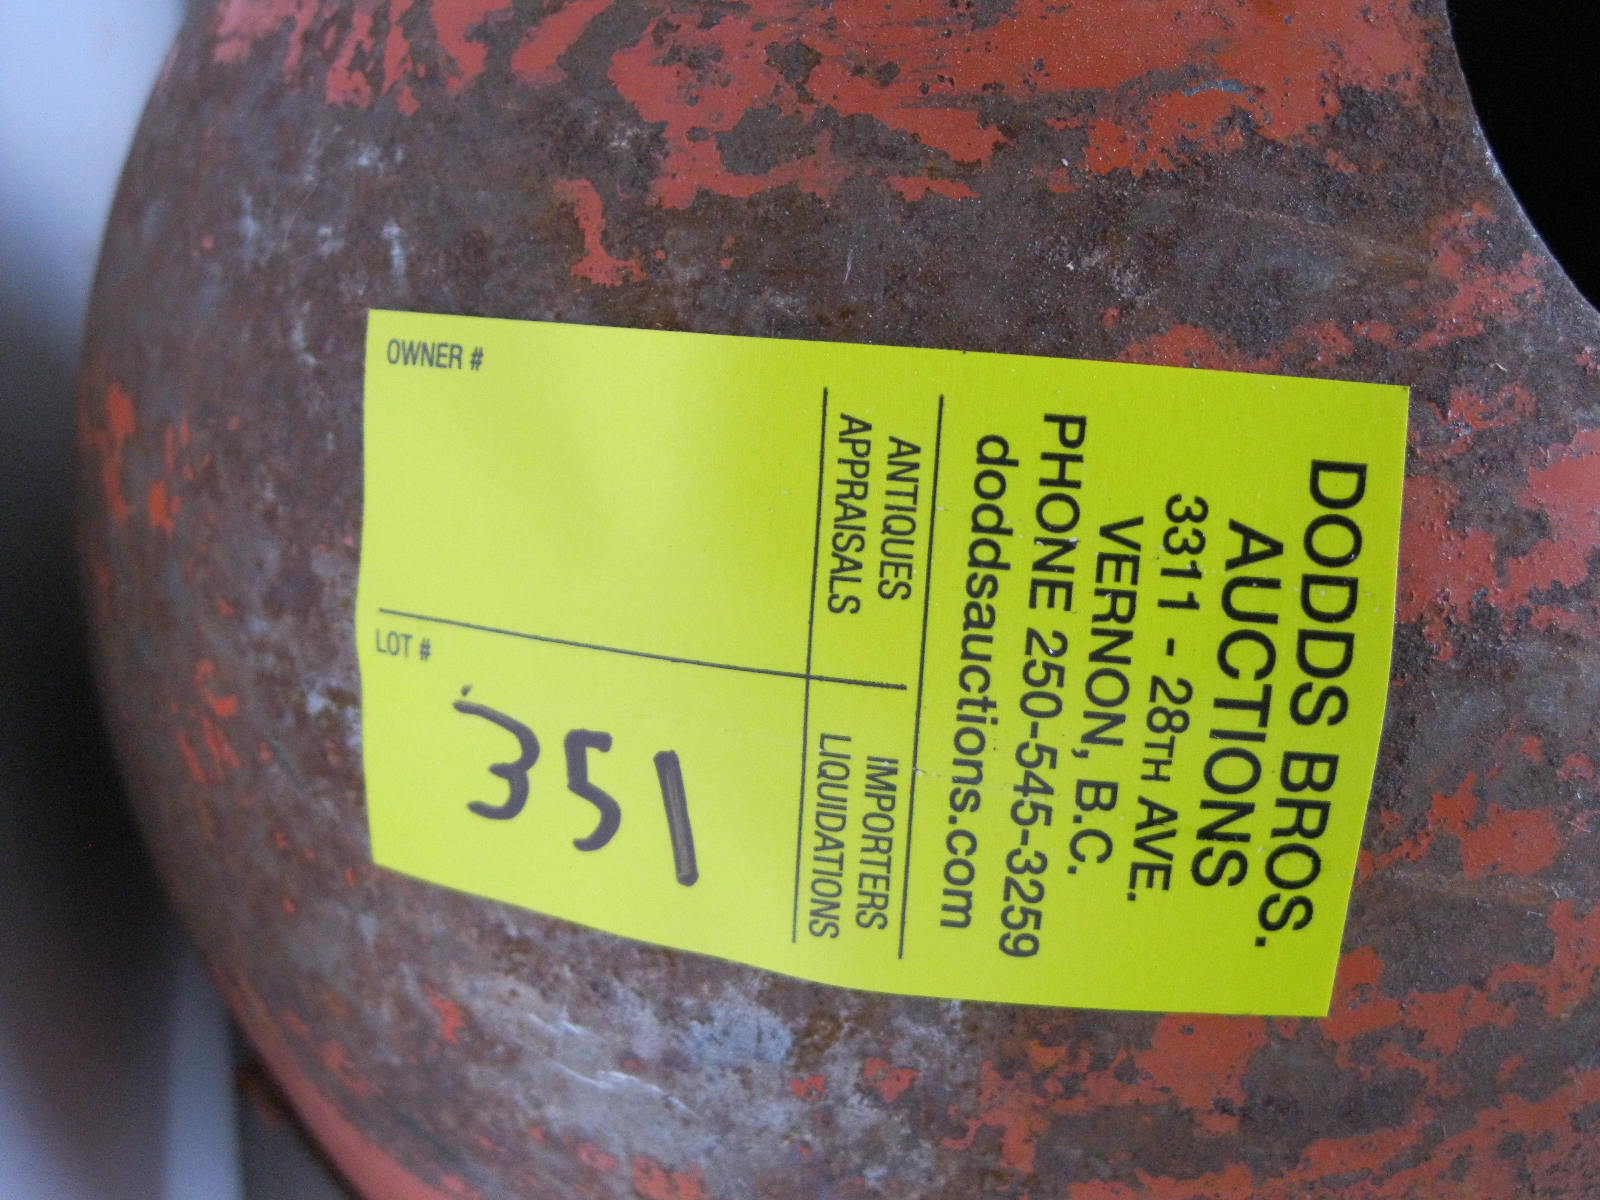 DODDS BROS.
AUCTIONS
3311 - 28TH AVE.
VERNON, B.C.
PHONE 250-545-3259
doddsauctions.com
ANTIQUES IMPORTERS
APPRAISALS LIQUIDATIONS
OWNER # LOT #
351